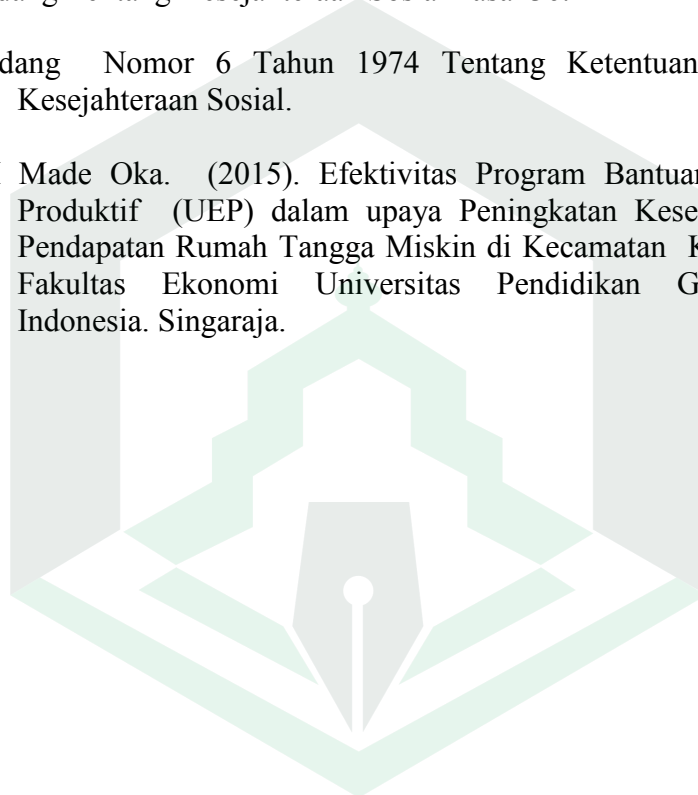 dang Nomor 6 Tahun 1974 Tentang Ketentuan
Kesejahteraan Sosial.
Made Oka. (2015). Efektivitas Program Bantuan
Produktif (UEP) dalam upaya Peningkatan Kese
Pendapatan Rumah Tangga Miskin di Kecamatan K
Fakultas Ekonomi Universitas Pendidikan G
Indonesia. Singaraja.